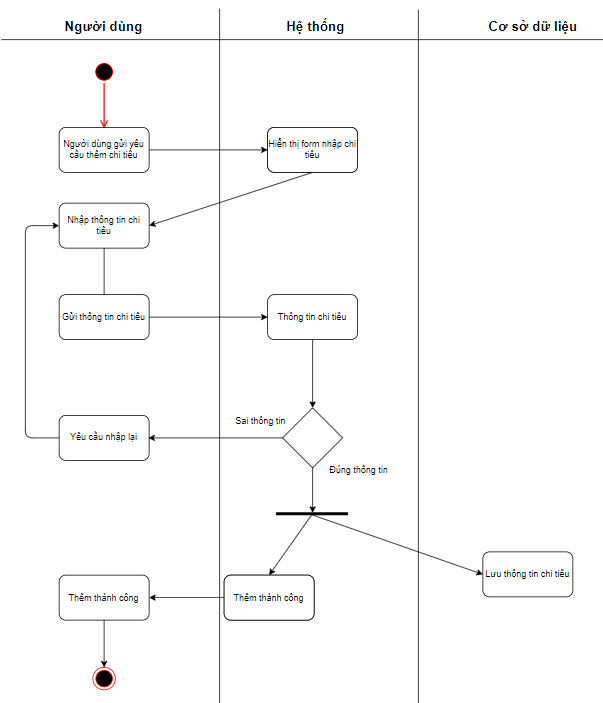 Người dùng
Hệ thống
Cơ sở dữ liệu
Người dùng gửi yêu
cầu thêm chi tiêu
Hiển thị form nhập chi
tiêu
Nhập thông tin chi
tiêu
Gửi thông tin chi tiêu
Thông tin chi tiêu
Sai thông tin
Yêu cầu nhập lại
Đúng thông tin
Lưu thông tin chi tiêu
Thêm thành công
Thêm thành công